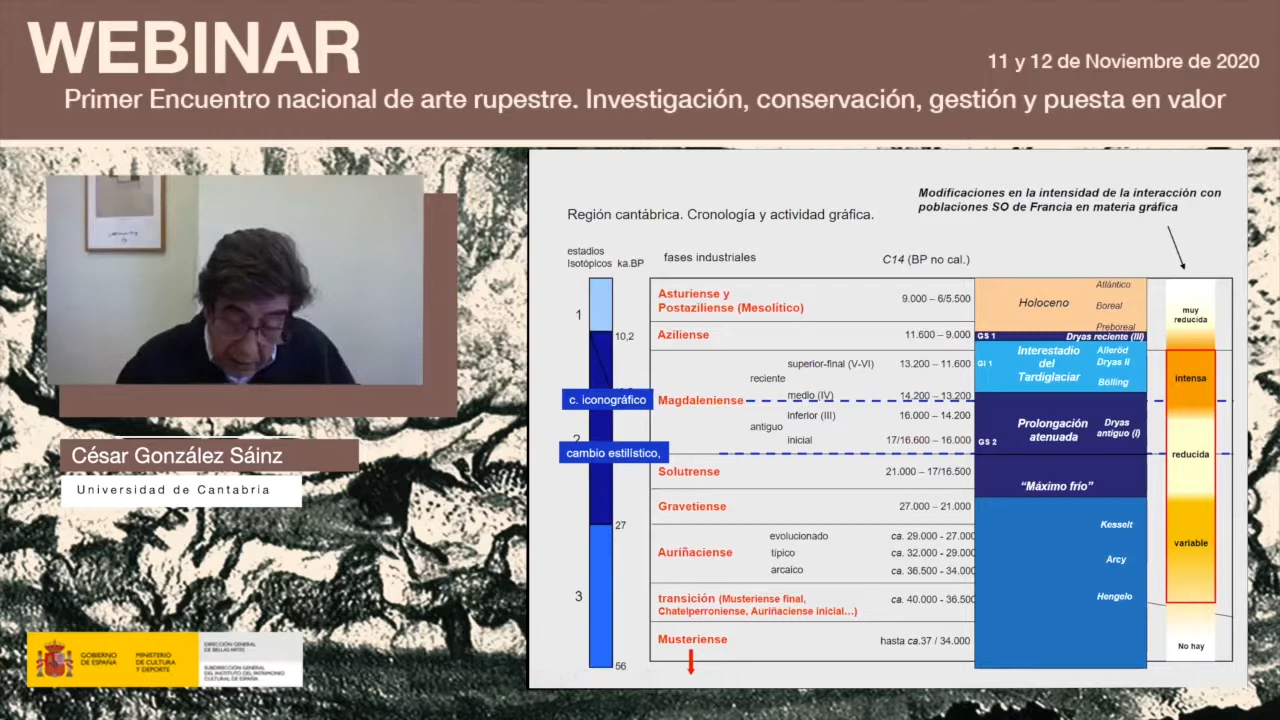 WEBINAR
11 y 12 de Noviembre de 2020
Primer Encuentro nacional de arte rupestre. Investigación, conservación, gestión y puesta en valor
César González Sáinz
Universidad de Cantabria
GOBIERNO DE ESPAÑA
MINISTERIO DE CULTURA Y DEPORTE
DIRECCIÓN GENERAL DE BELLAS ARTES
SUBDIRECCIÓN GENERAL DEL INSTITUTO DEL PATRIMONIO CULTURAL DE ESPAÑA
Modificaciones en la intensidad de la interacción con
poblaciones SO de Francia en materia gráfica
Región cantábrica. Cronología y actividad gráfica.
estadios
Isotópicos ka.BP
fases industriales
C14 (BP no cal.)
1
10,2
c. iconográfico
2
cambio estilístico,
27
3
56
Asturiense y
Postaziliense (Mesolítico)
9.000 – 6/5.500
Aziliense
11.600 – 9.000
superior-final (V-VI)
13.200 – 11.600
reciente
medio (IV)
14.200 – 13.200
Magdaleniense
inferior (III)
16.000 – 14.200
antiguo
inicial
17/16.600 – 16.000
Solutrense
21.000 – 17/16.500
Gravetiense
27.000 – 21.000
evolucionado
ca. 29.000 - 27.000
Auriñaciense
típico
ca. 32.000 - 29.000
arcaico
ca. 36.500 - 34.000
transición (Musteriense final,
Chatelperroniense, Auriñaciense inicial…)
ca. 40.000 - 36.500
Musteriense
hasta ca.37 / 34.000
Holoceno
Atlántico
Boreal
Preboreal
GS 1
Dryas reciente (III)
GI 1
Interestadio
del
Tardiglaciar
Alleröd
Dryas II
Bölling
Prolongación
atenuada
Dryas
antiguo (I)
GS 2
“Máximo frío”
Kesselt
Arcy
Hengelo
muy
reducida
intensa
reducida
variable
No hay